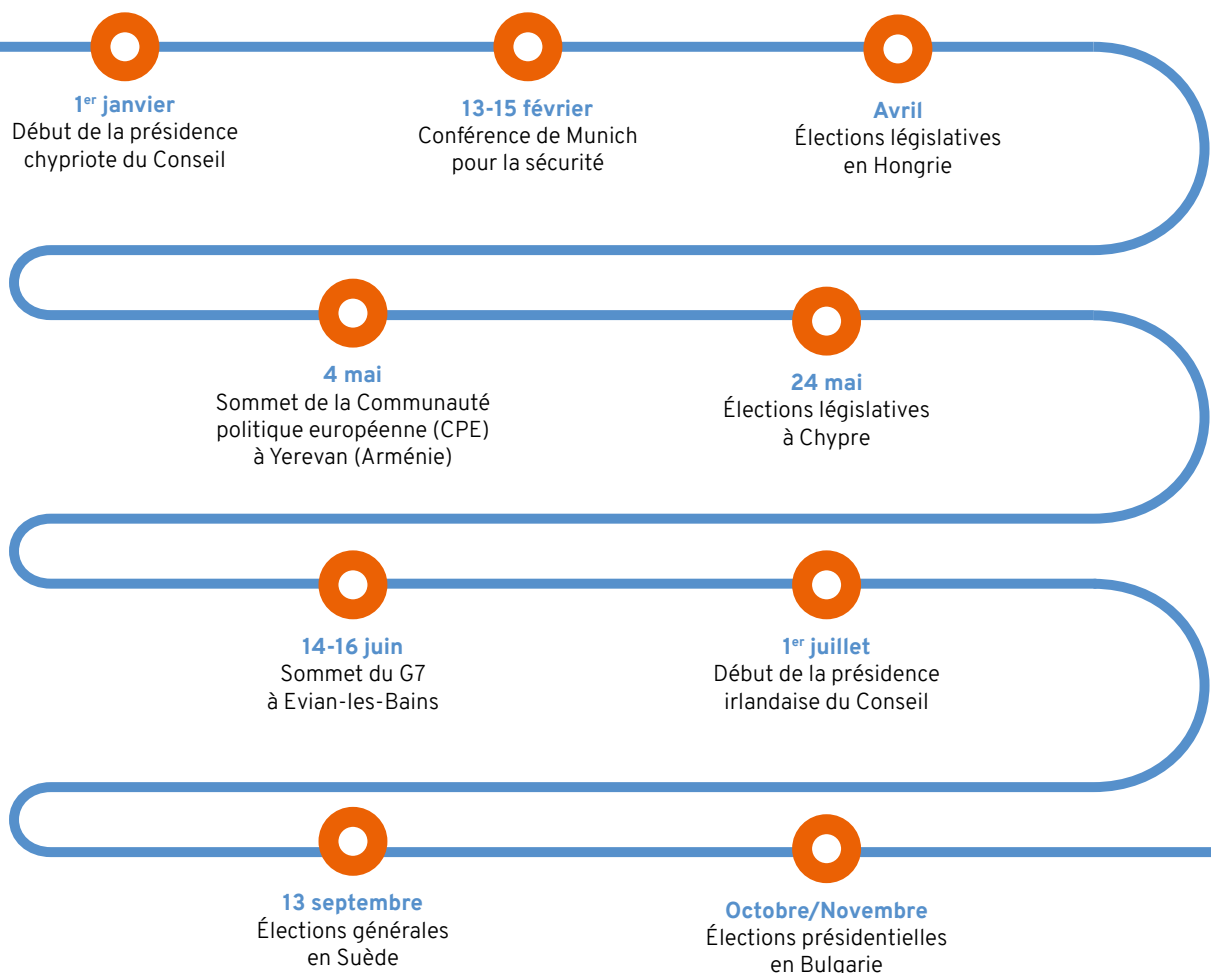 1er janvier
Début de la présidence
chypriote du Conseil
13-15 février
Conférence de Munich
pour la sécurité
Avril
Élections législatives
en Hongrie
4 mai
Sommet de la Communauté
politique européenne (CPE)
à Yerevan (Arménie)
24 mai
Élections législatives
à Chypre
14-16 juin
Sommet du G7
à Evian-les-Bains
1er juillet
Début de la présidence
irlandaise du Conseil
13 septembre
Élections générales
en Suède
Octobre/Novembre
Élections présidentielles
en Bulgarie